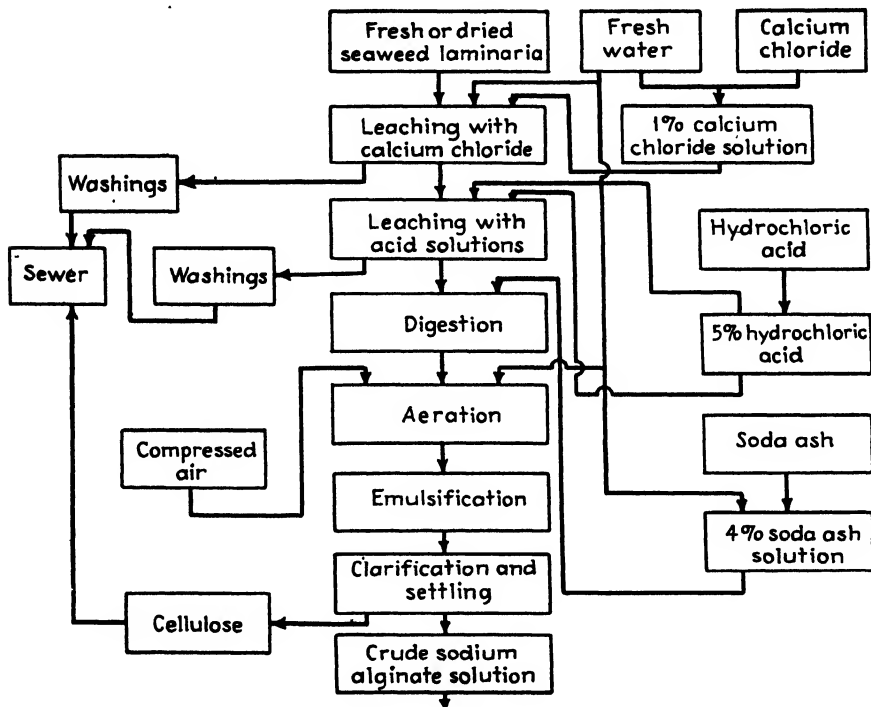 Fresh or dried
seaweed laminaria
Fresh
water
Calcium
chloride
Leaching with
calcium chloride
1% calcium
chloride solution
Washings
Leaching with
acid solutions
Hydrochloric
acid
Sewer
Washings
Digestion
5% hydrochloric
acid
Aeration
Compressed
air
Soda ash
Emulsification
4% soda ash
solution
Clarification and
settling
Cellulose
Crude sodium
alginate solution